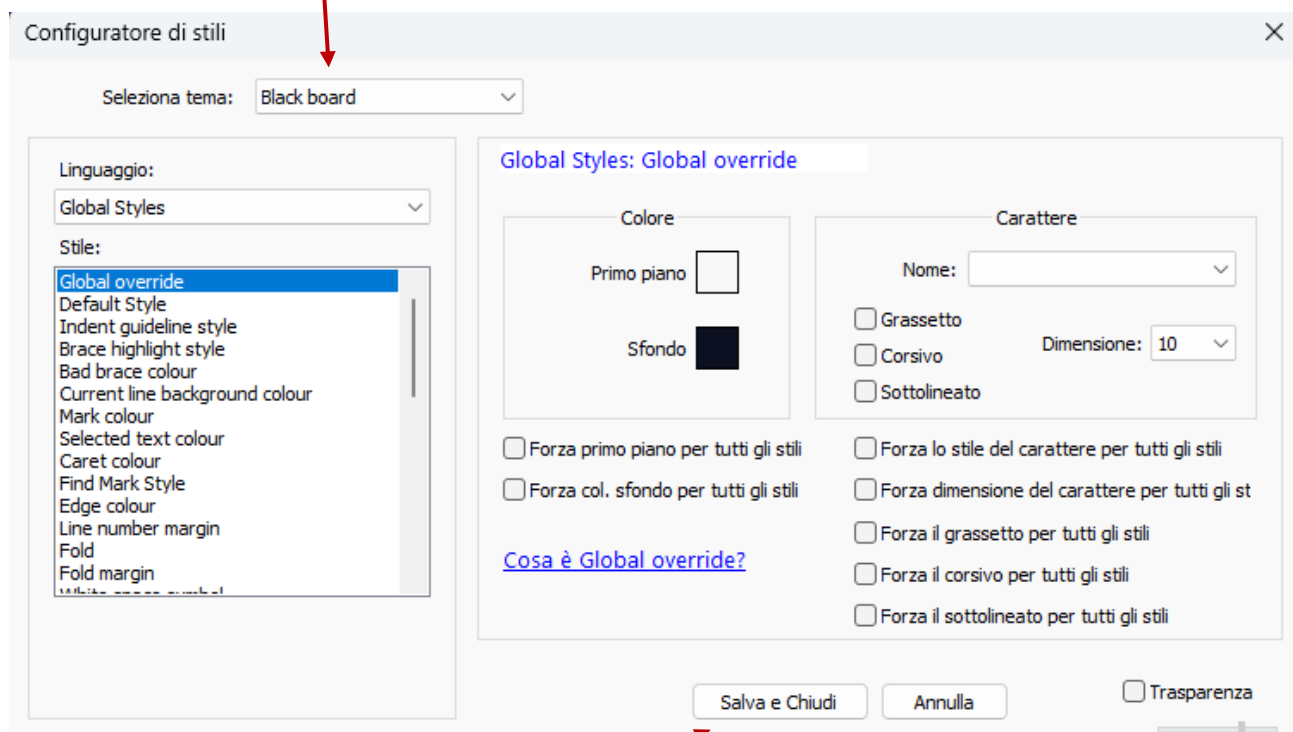 Configuratore di stili
Seleziona tema: Black board
Linguaggio:
Global Styles
Stile:
Global override
Default Style
Indent guideline style
Brace highlight style
Bad brace colour
Current line background colour
Mark colour
Selected text colour
Caret colour
Find Mark Style
Edge colour
Line number margin
Fold
Fold margin
White space symbol
Global Styles: Global override
Colore
Primo piano
Sfondo
Carattere
Nome:
Grassetto
Corsivo
Sottolineato
Dimensione: 10
Forza primo piano per tutti gli stili
Forza col. sfondo per tutti gli stili
Cosa è Global override?
Forza lo stile del carattere per tutti gli stili
Forza dimensione del carattere per tutti gli st
Forza il grassetto per tutti gli stili
Forza il corsivo per tutti gli stili
Forza il sottolineato per tutti gli stili
Salva e Chiudi
Annulla
Trasparenza